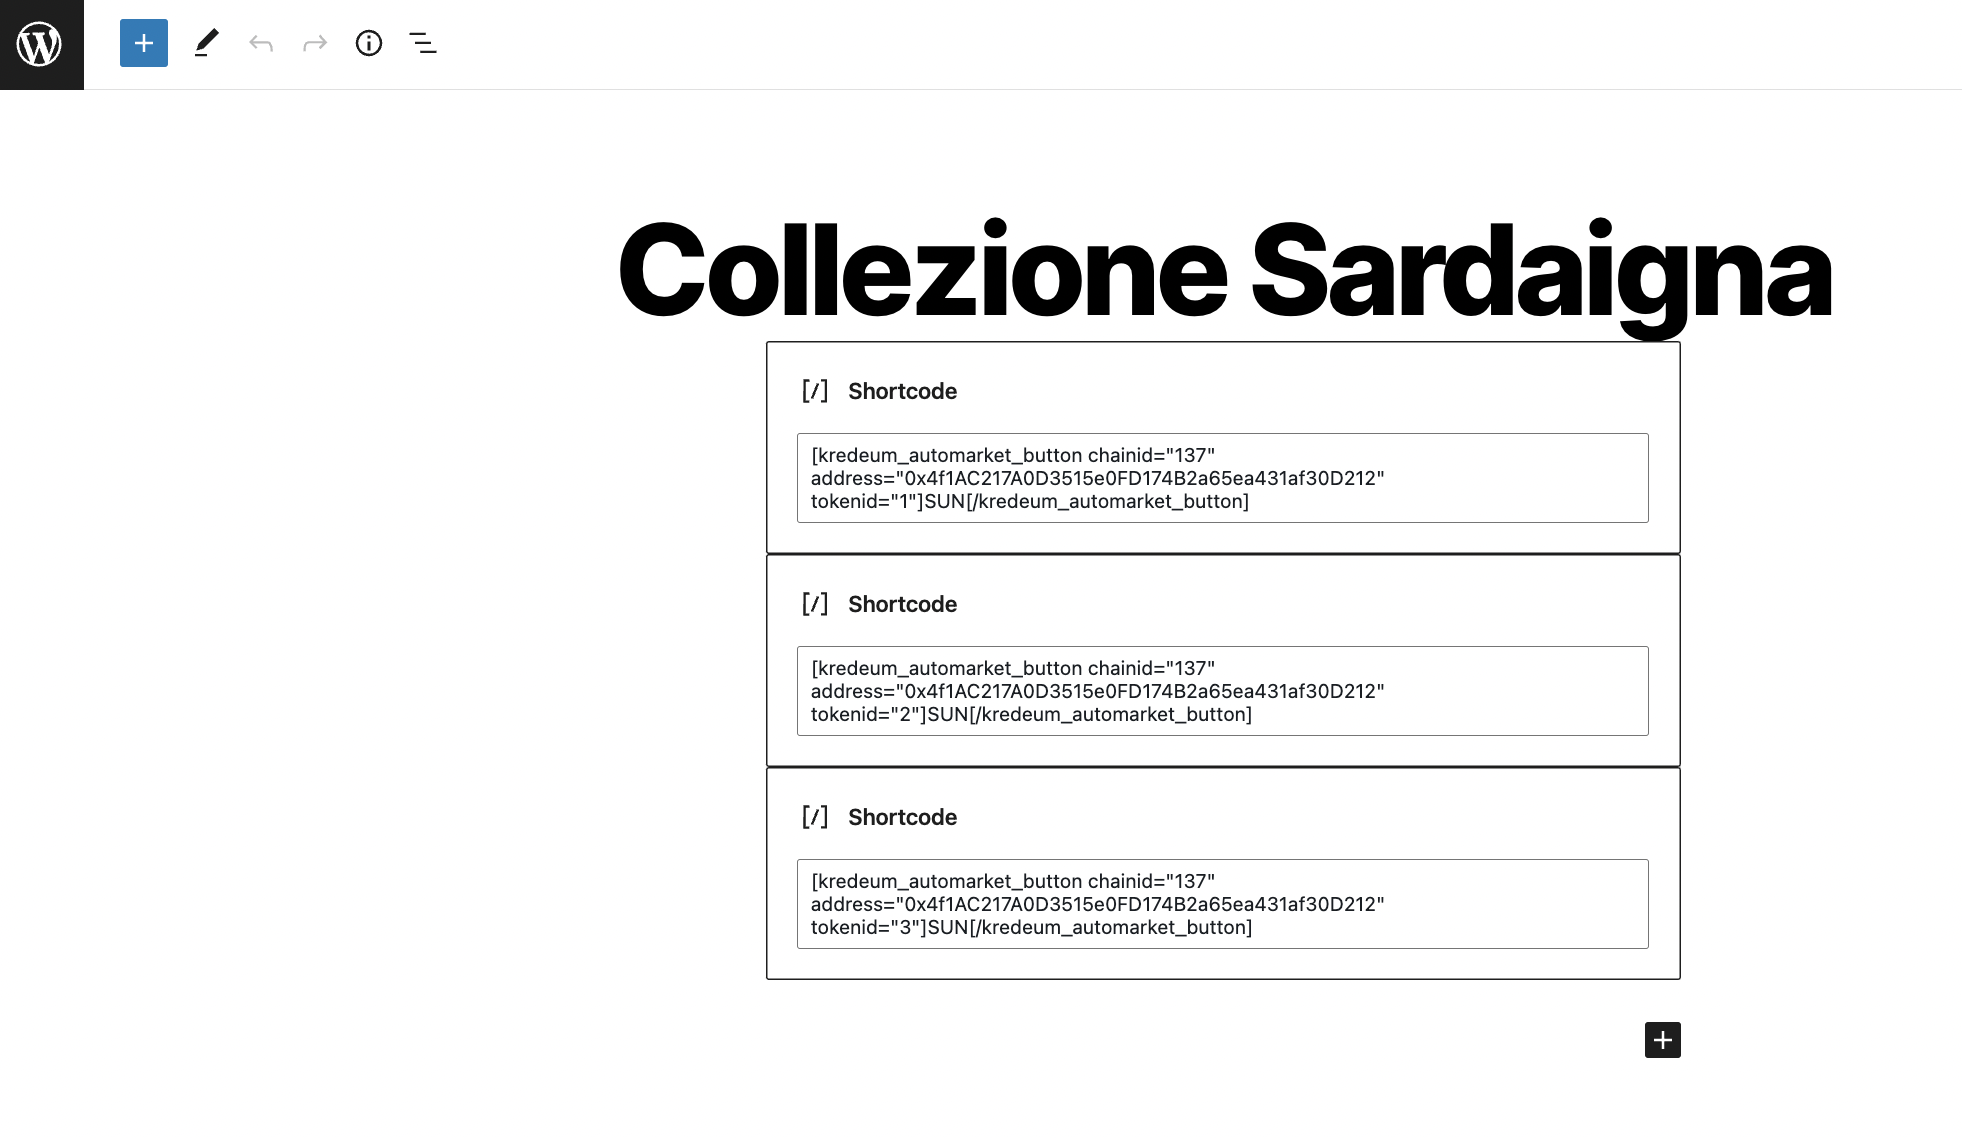 Collezione Sardaigna
[/] Shortcode
[kredeum_automarket_button chainid="137"
address="0x4f1AC217A0D3515e0FD174B2a65ea431af30D212"
tokenid="1"]SUN[/kredeum_automarket_button]
[/] Shortcode
[kredeum_automarket_button chainid="137"
address="0x4f1AC217A0D3515e0FD174B2a65ea431af30D212"
tokenid="2"]SUN[/kredeum_automarket_button]
[/] Shortcode
[kredeum_automarket_button chainid="137"
address="0x4f1AC217A0D3515e0FD174B2a65ea431af30D212"
tokenid="3"]SUN[/kredeum_automarket_button]